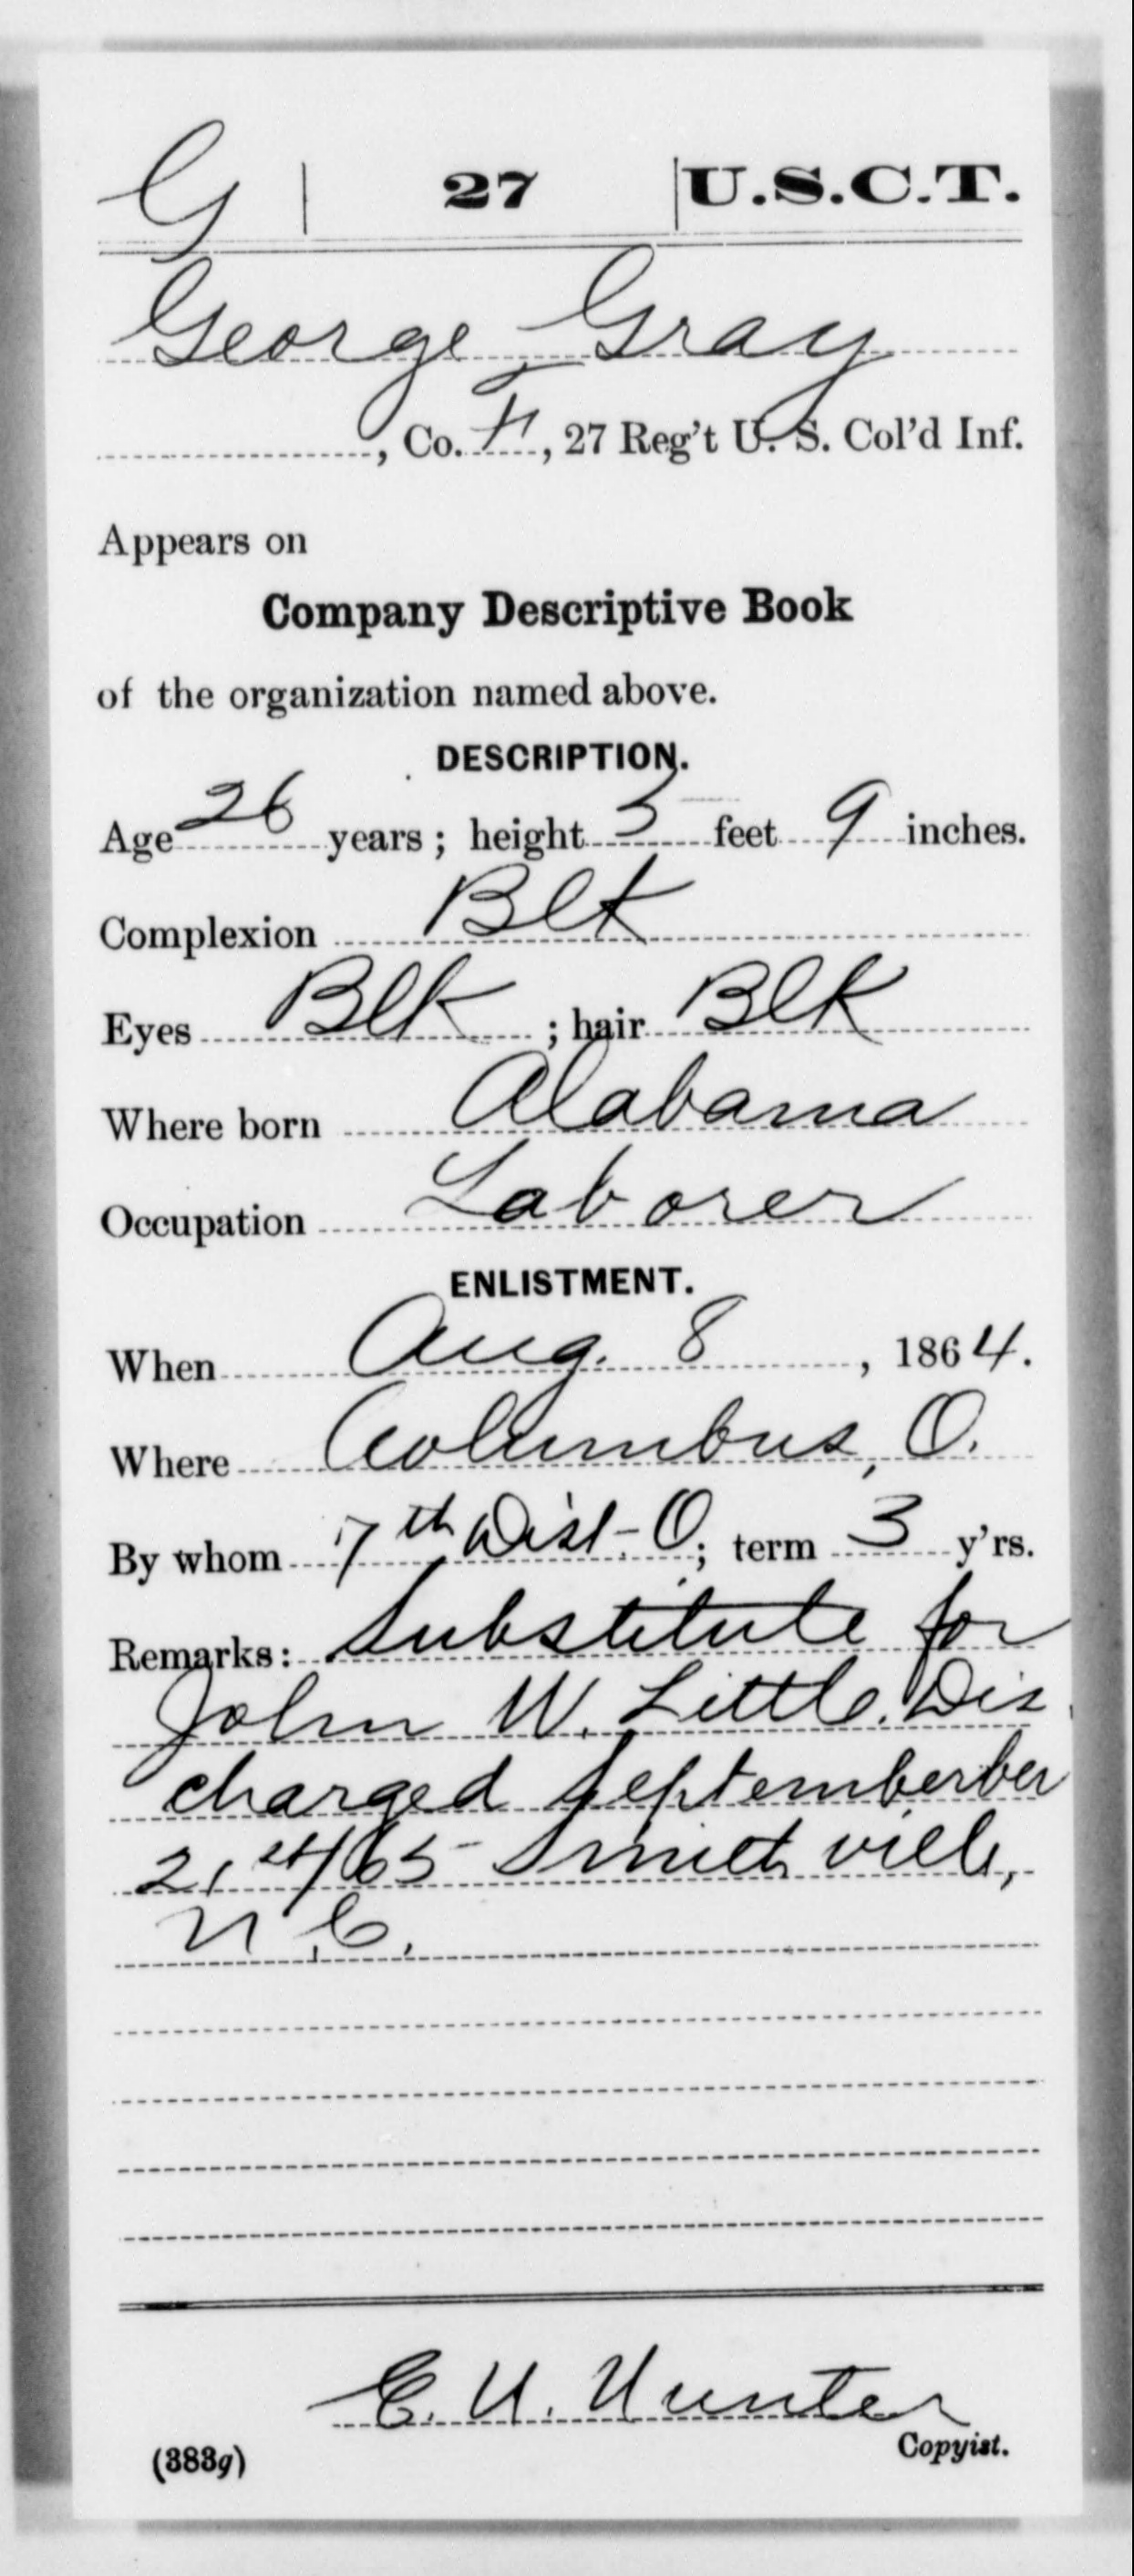 G | 27 | U.S.C.T.
George Gray
, Co. H, 27 Reg't U. S. Col'd Inf.
Appears on
Company Descriptive Book
of the organization named above.
DESCRIPTION.
Age 26 years; height 5 feet 9 inches.
Complexion Blk
Eyes Blk ; hair Blk
Where born Alabama
Occupation Laborer
ENLISTMENT.
When Aug. 8 , 1864.
Where Columbus, O.
By whom 7th Dist-O; term 3 y'rs.
Remarks: Substitute for
John W. Little. Dis
charged Septemberber
21st/65 Smithville,
N.C.
Hunter
Copyist.
(383g)